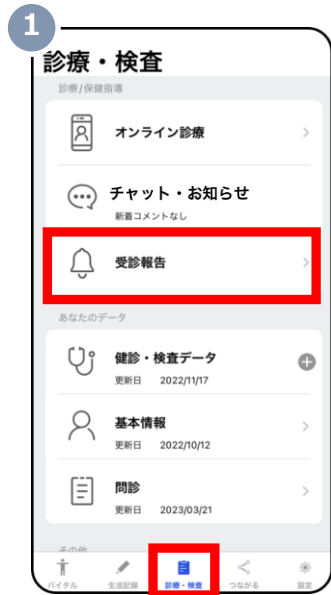 1
診療・検査
診療/保健指導
オンライン診療
チャット・お知らせ
新着コメントなし
受診報告
あなたのデータ
健診・検査データ
更新日 2022/11/17
基本情報
更新日 2022/10/12
問診
更新日 2023/03/21
その他
バイタル 生活記録 診療・検査 つながる 設定